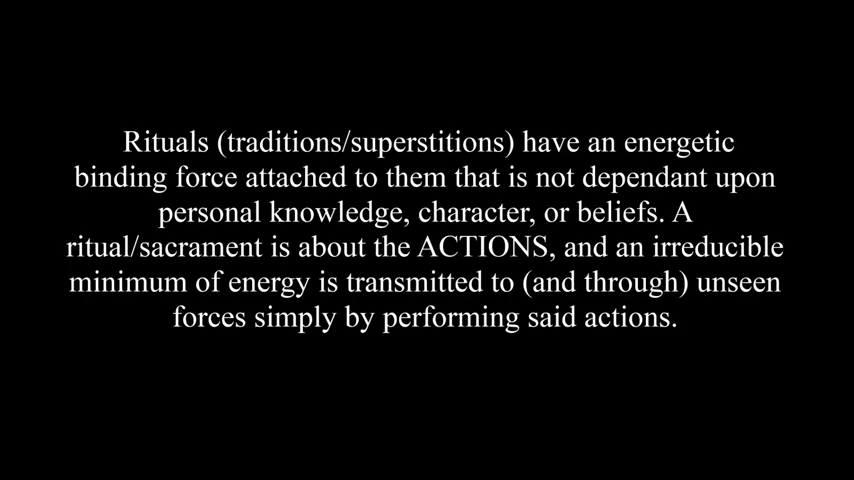 Rituals (traditions/superstitions) have an energetic
binding force attached to them that is not dependant upon
personal knowledge, character, or beliefs. A
ritual/sacrament is about the ACTIONS, and an irreducible
minimum of energy is transmitted to (and through) unseen
forces simply by performing said actions.